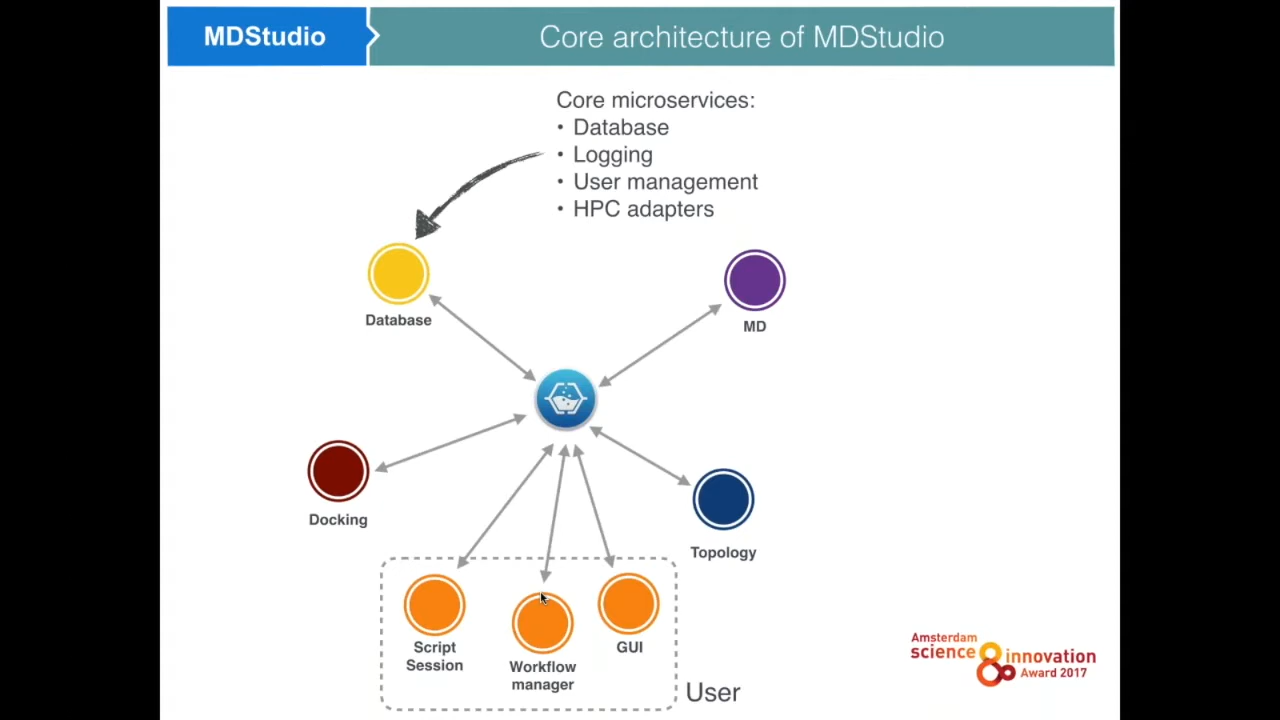 MDStudio
Core architecture of MDStudio
Core microservices:
• Database
• Logging
• User management
• HPC adapters
Database
MD
Docking
Topology
Script
Session
Workflow
manager
GUI
User
Amsterdam
science & innovation
Award 2017